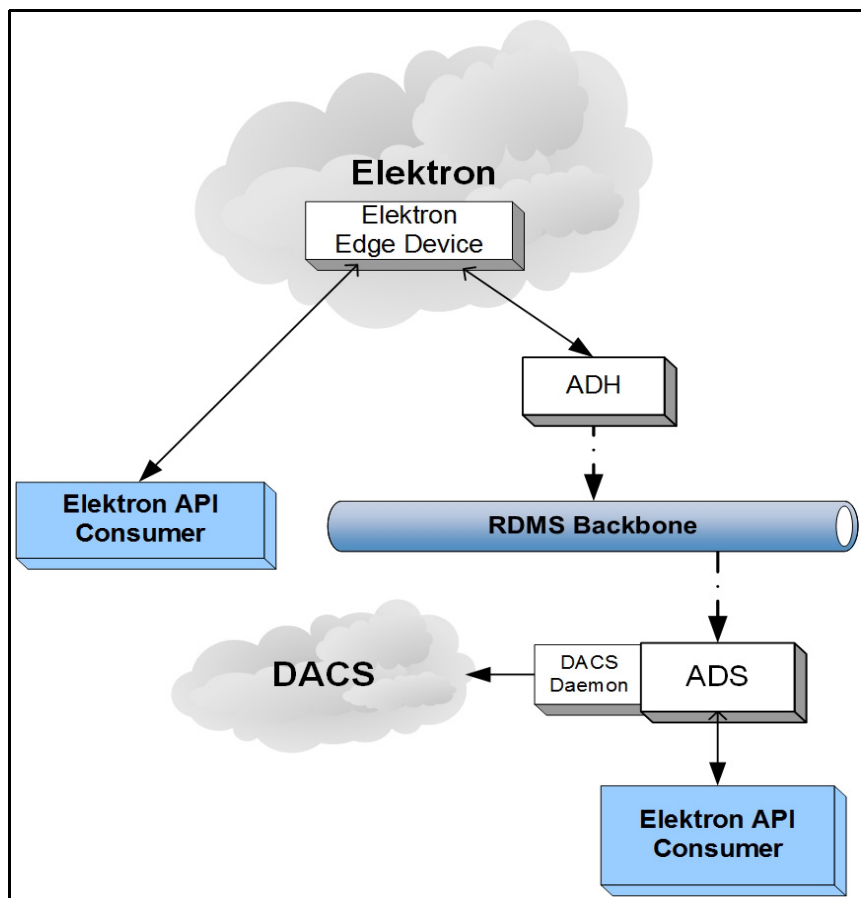 Elektron
Elektron
Edge Device
ADH
Elektron API
Consumer
RDMS Backbone
DACS
DACS
Daemon
ADS
Elektron API
Consumer